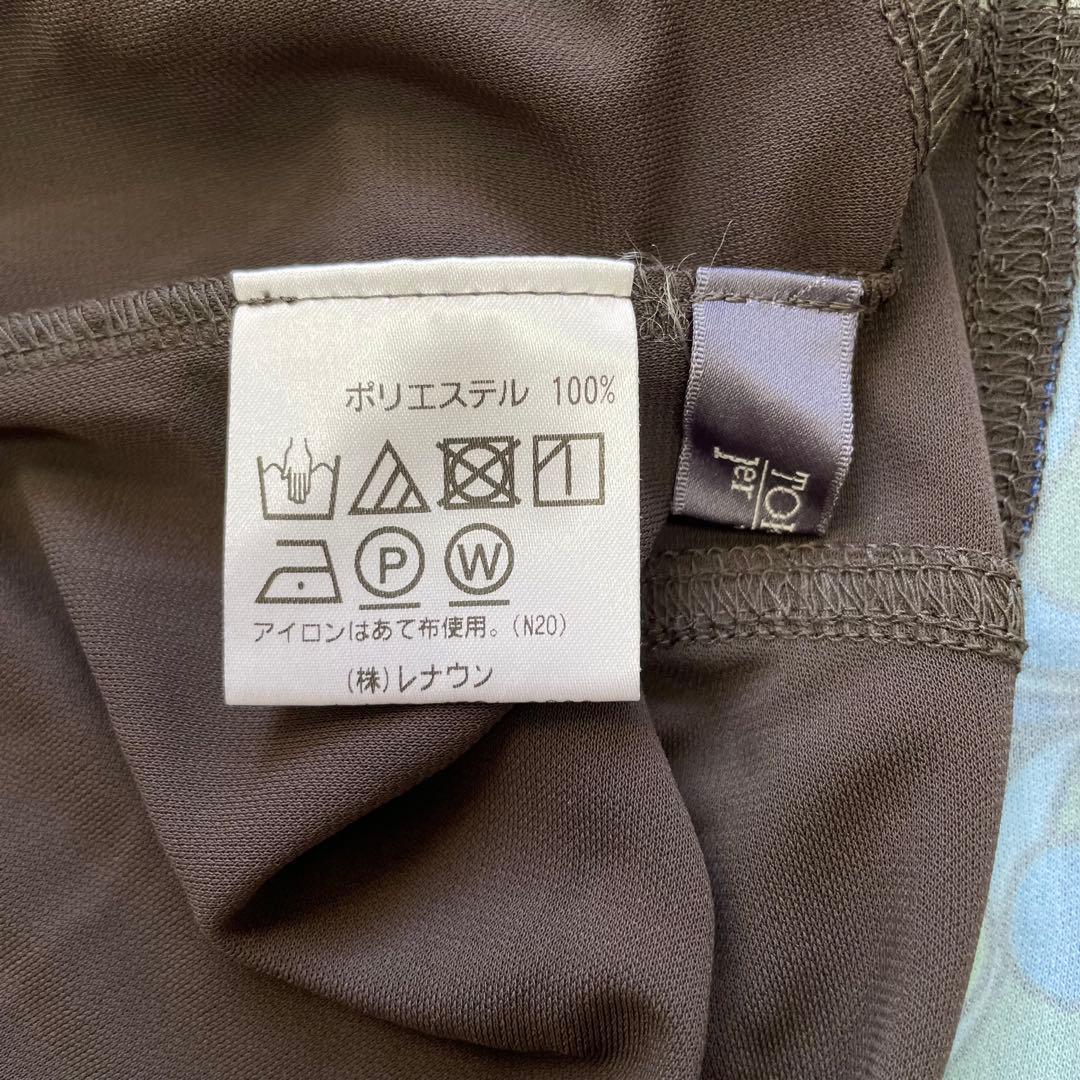 ポリエステル 100%
P W
アイロンはあて布使用。(N20)
(株)レナウン